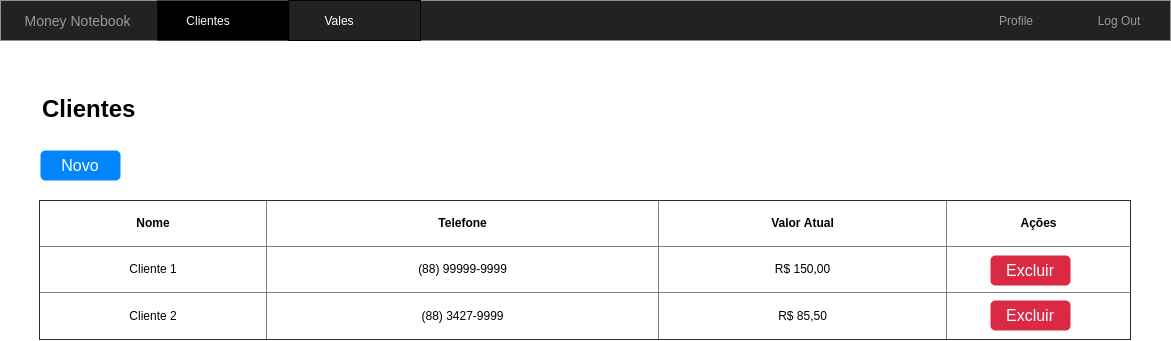 Money Notebook Clientes Vales Profile Log Out
Clientes
Novo
Nome Telefone Valor Atual Ações
Cliente 1 (88) 99999-9999 R$ 150,00 Excluir
Cliente 2 (88) 3427-9999 R$ 85,50 Excluir